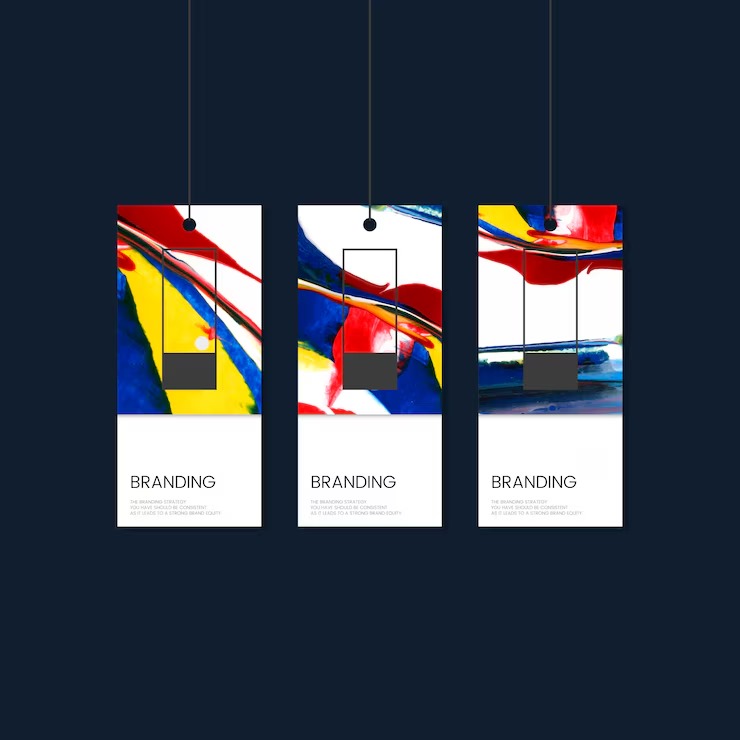 BRANDING
THE BRANDING STRATEGY
YOU HAVE SHOULD BE CONSISTENT
AS IT LEADS TO A STRONG BRAND EQUITY
BRANDING
THE BRANDING STRATEGY
YOU HAVE SHOULD BE CONSISTENT
AS IT LEADS TO A STRONG BRAND EQUITY
BRANDING
THE BRANDING STRATEGY
YOU HAVE SHOULD BE CONSISTENT
AS IT LEADS TO A STRONG BRAND EQUITY